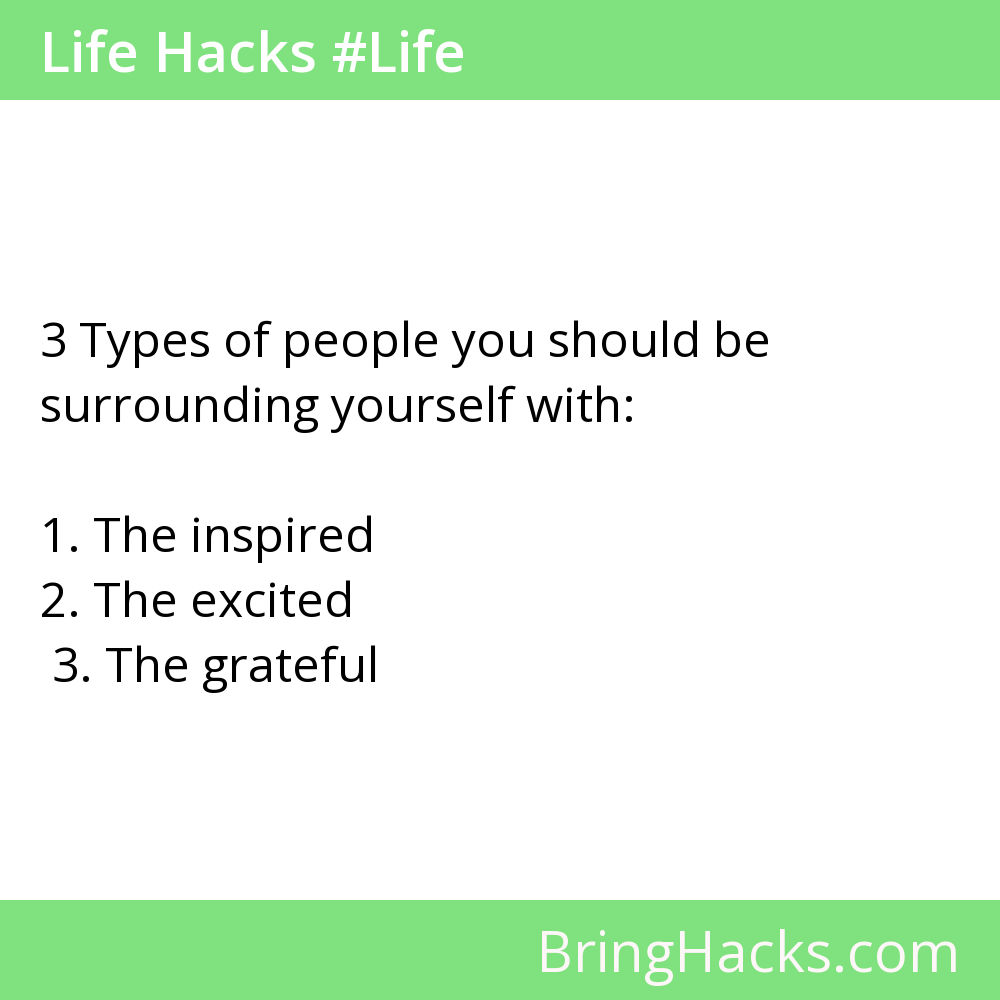 Life Hacks #Life
3 Types of people you should be
surrounding yourself with:
1. The inspired
2. The excited
3. The grateful
BringHacks.com